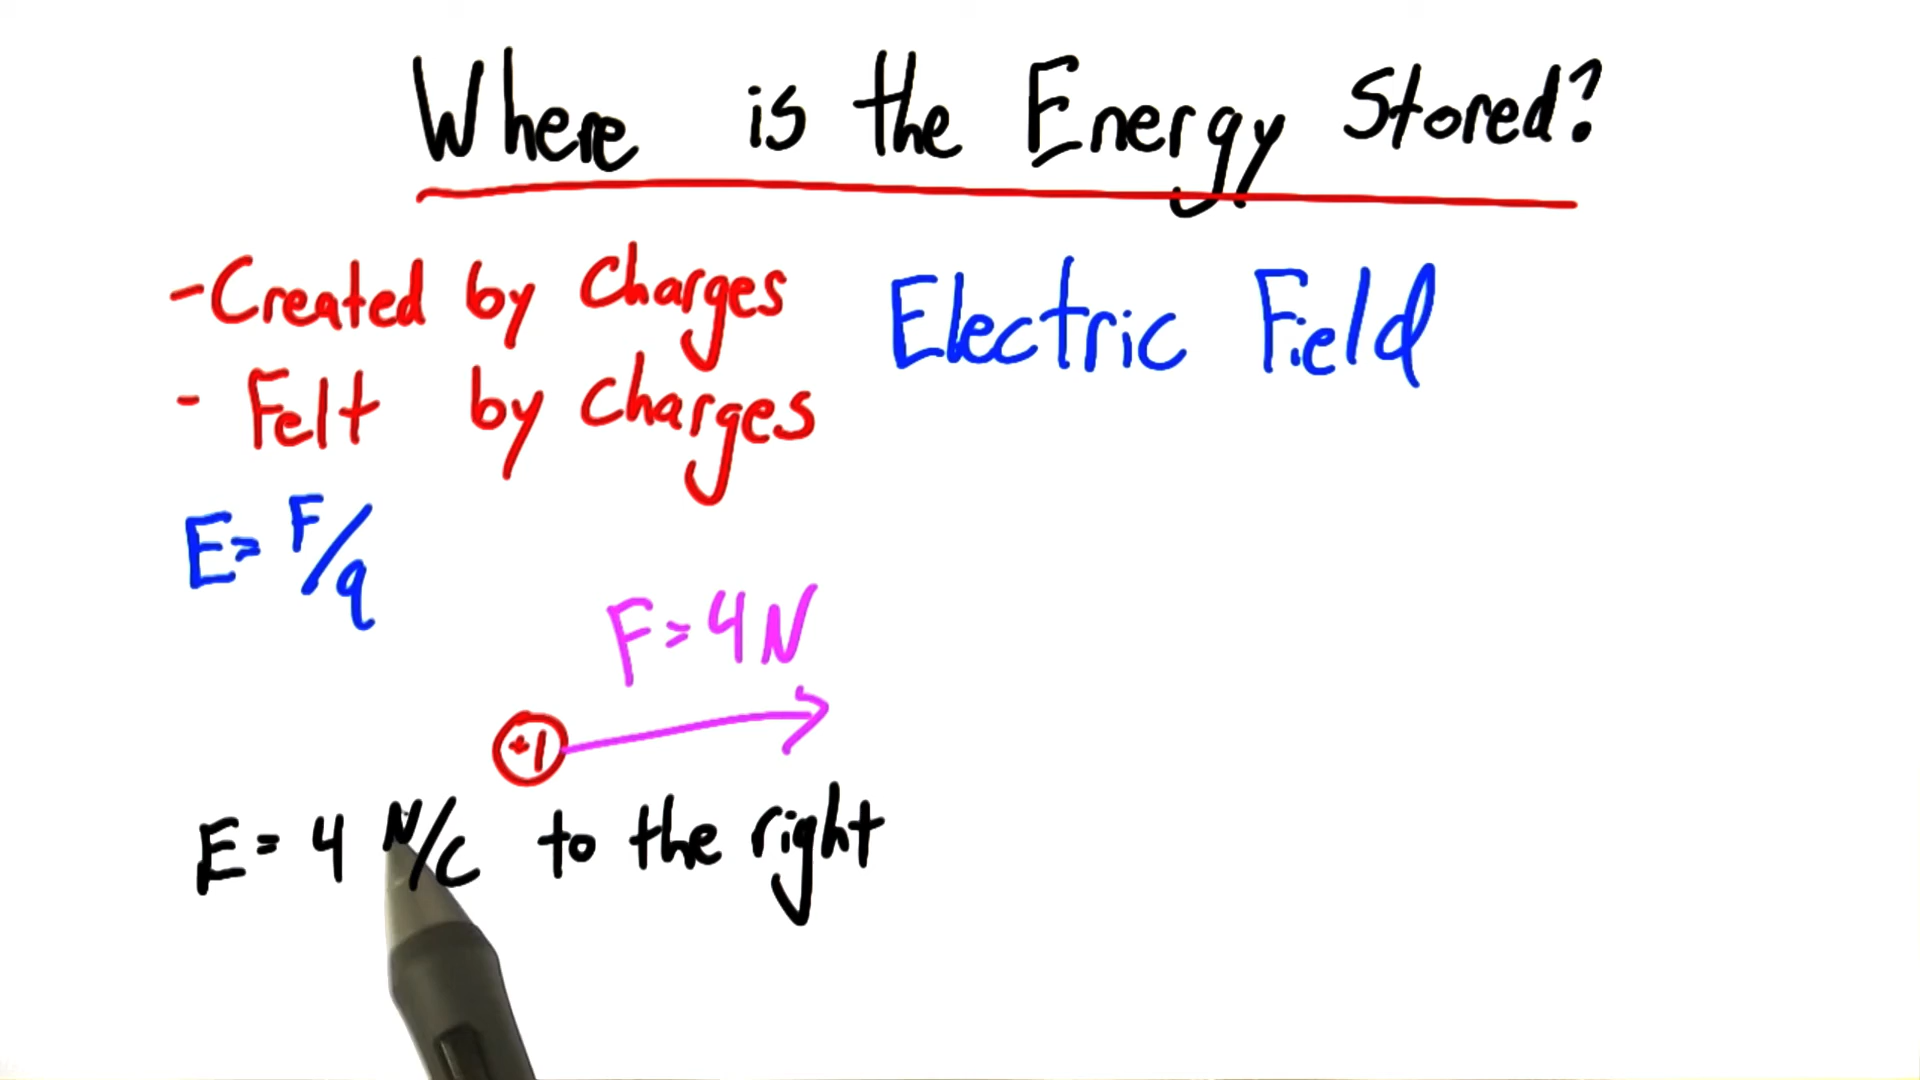 Where is the Energy Stored?
-Created by Charges
Electric Field
- Felt by Charges
E= F/q
F=4N
+1
E= 4 N/C to the right